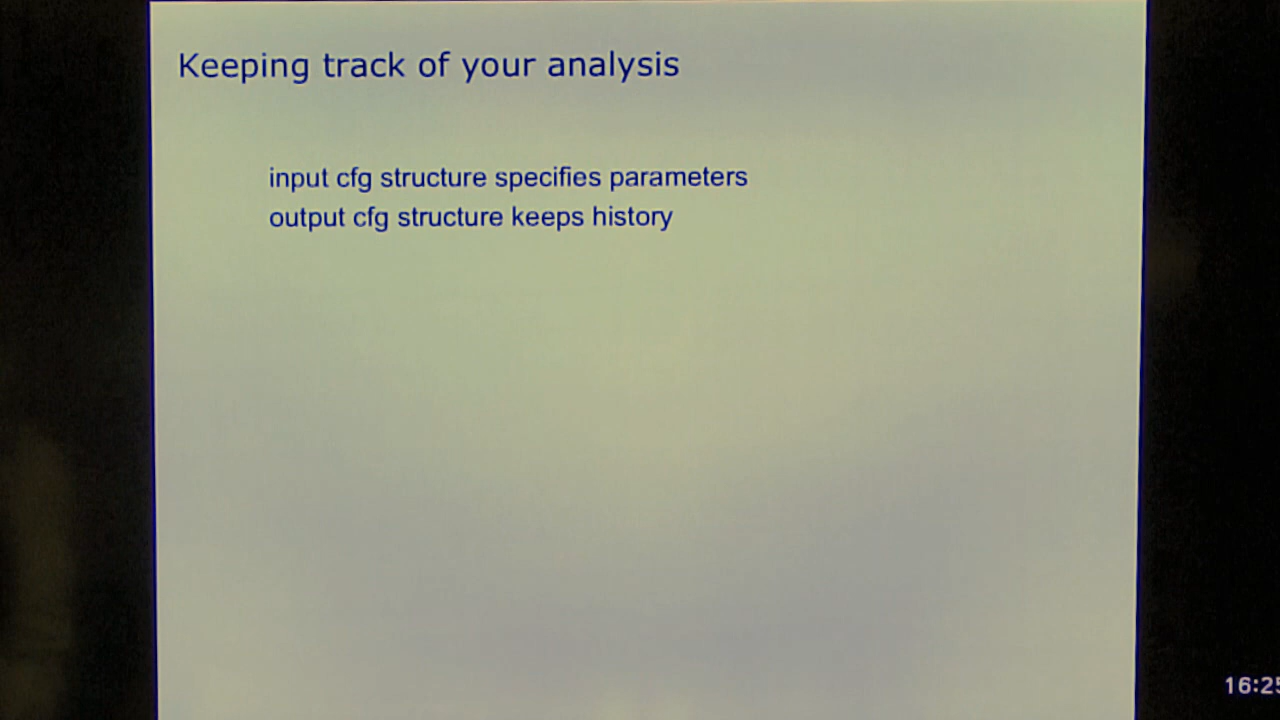 Keeping track of your analysis
input cfg structure specifies parameters
output cfg structure keeps history
16:25